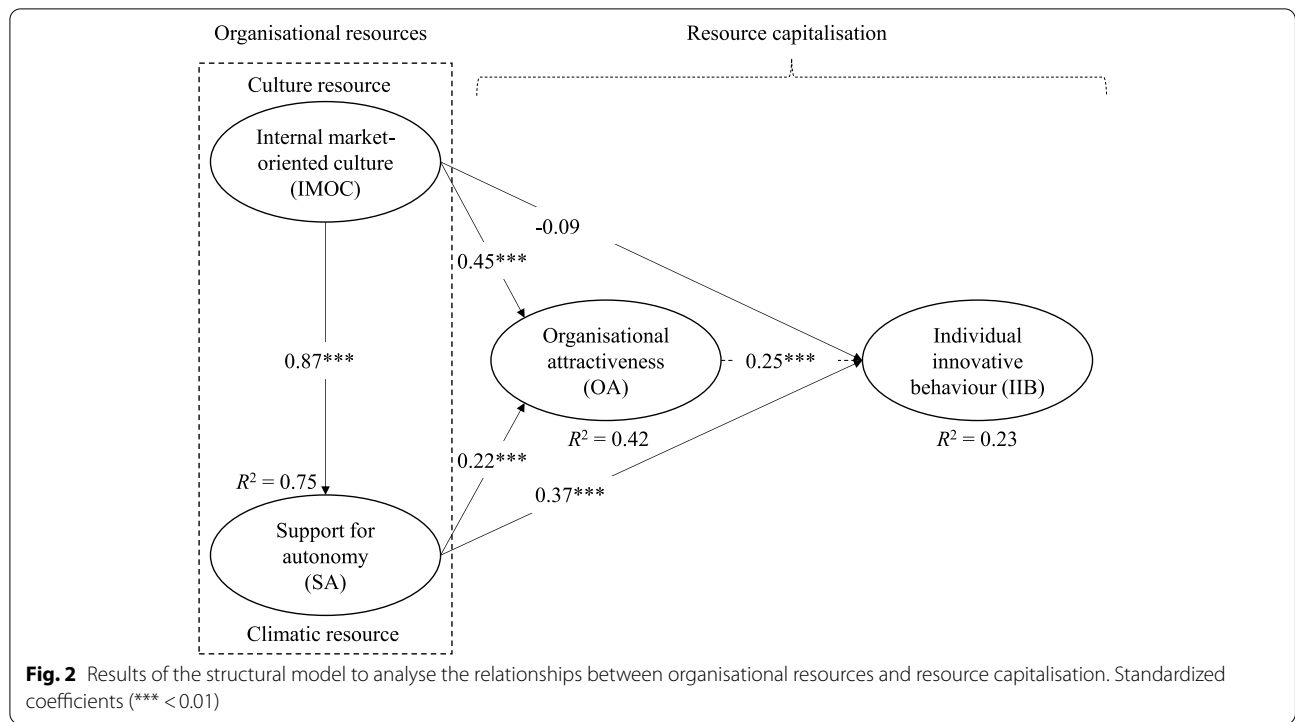 Organisational resources
Resource capitalisation
Culture resource
Internal market-
oriented culture
(IMOC)
-0.09
0.45***
0.87***
Organisational
attractiveness
(OA)
0.25***
Individual
innovative
behaviour (IIB)
R² = 0.42
R² = 0.23
0.22***
R² = 0.75
0.37***
Support for
autonomy
(SA)
Climatic resource
Fig. 2 Results of the structural model to analyse the relationships between organisational resources and resource capitalisation. Standardized
coefficients (*** < 0.01)